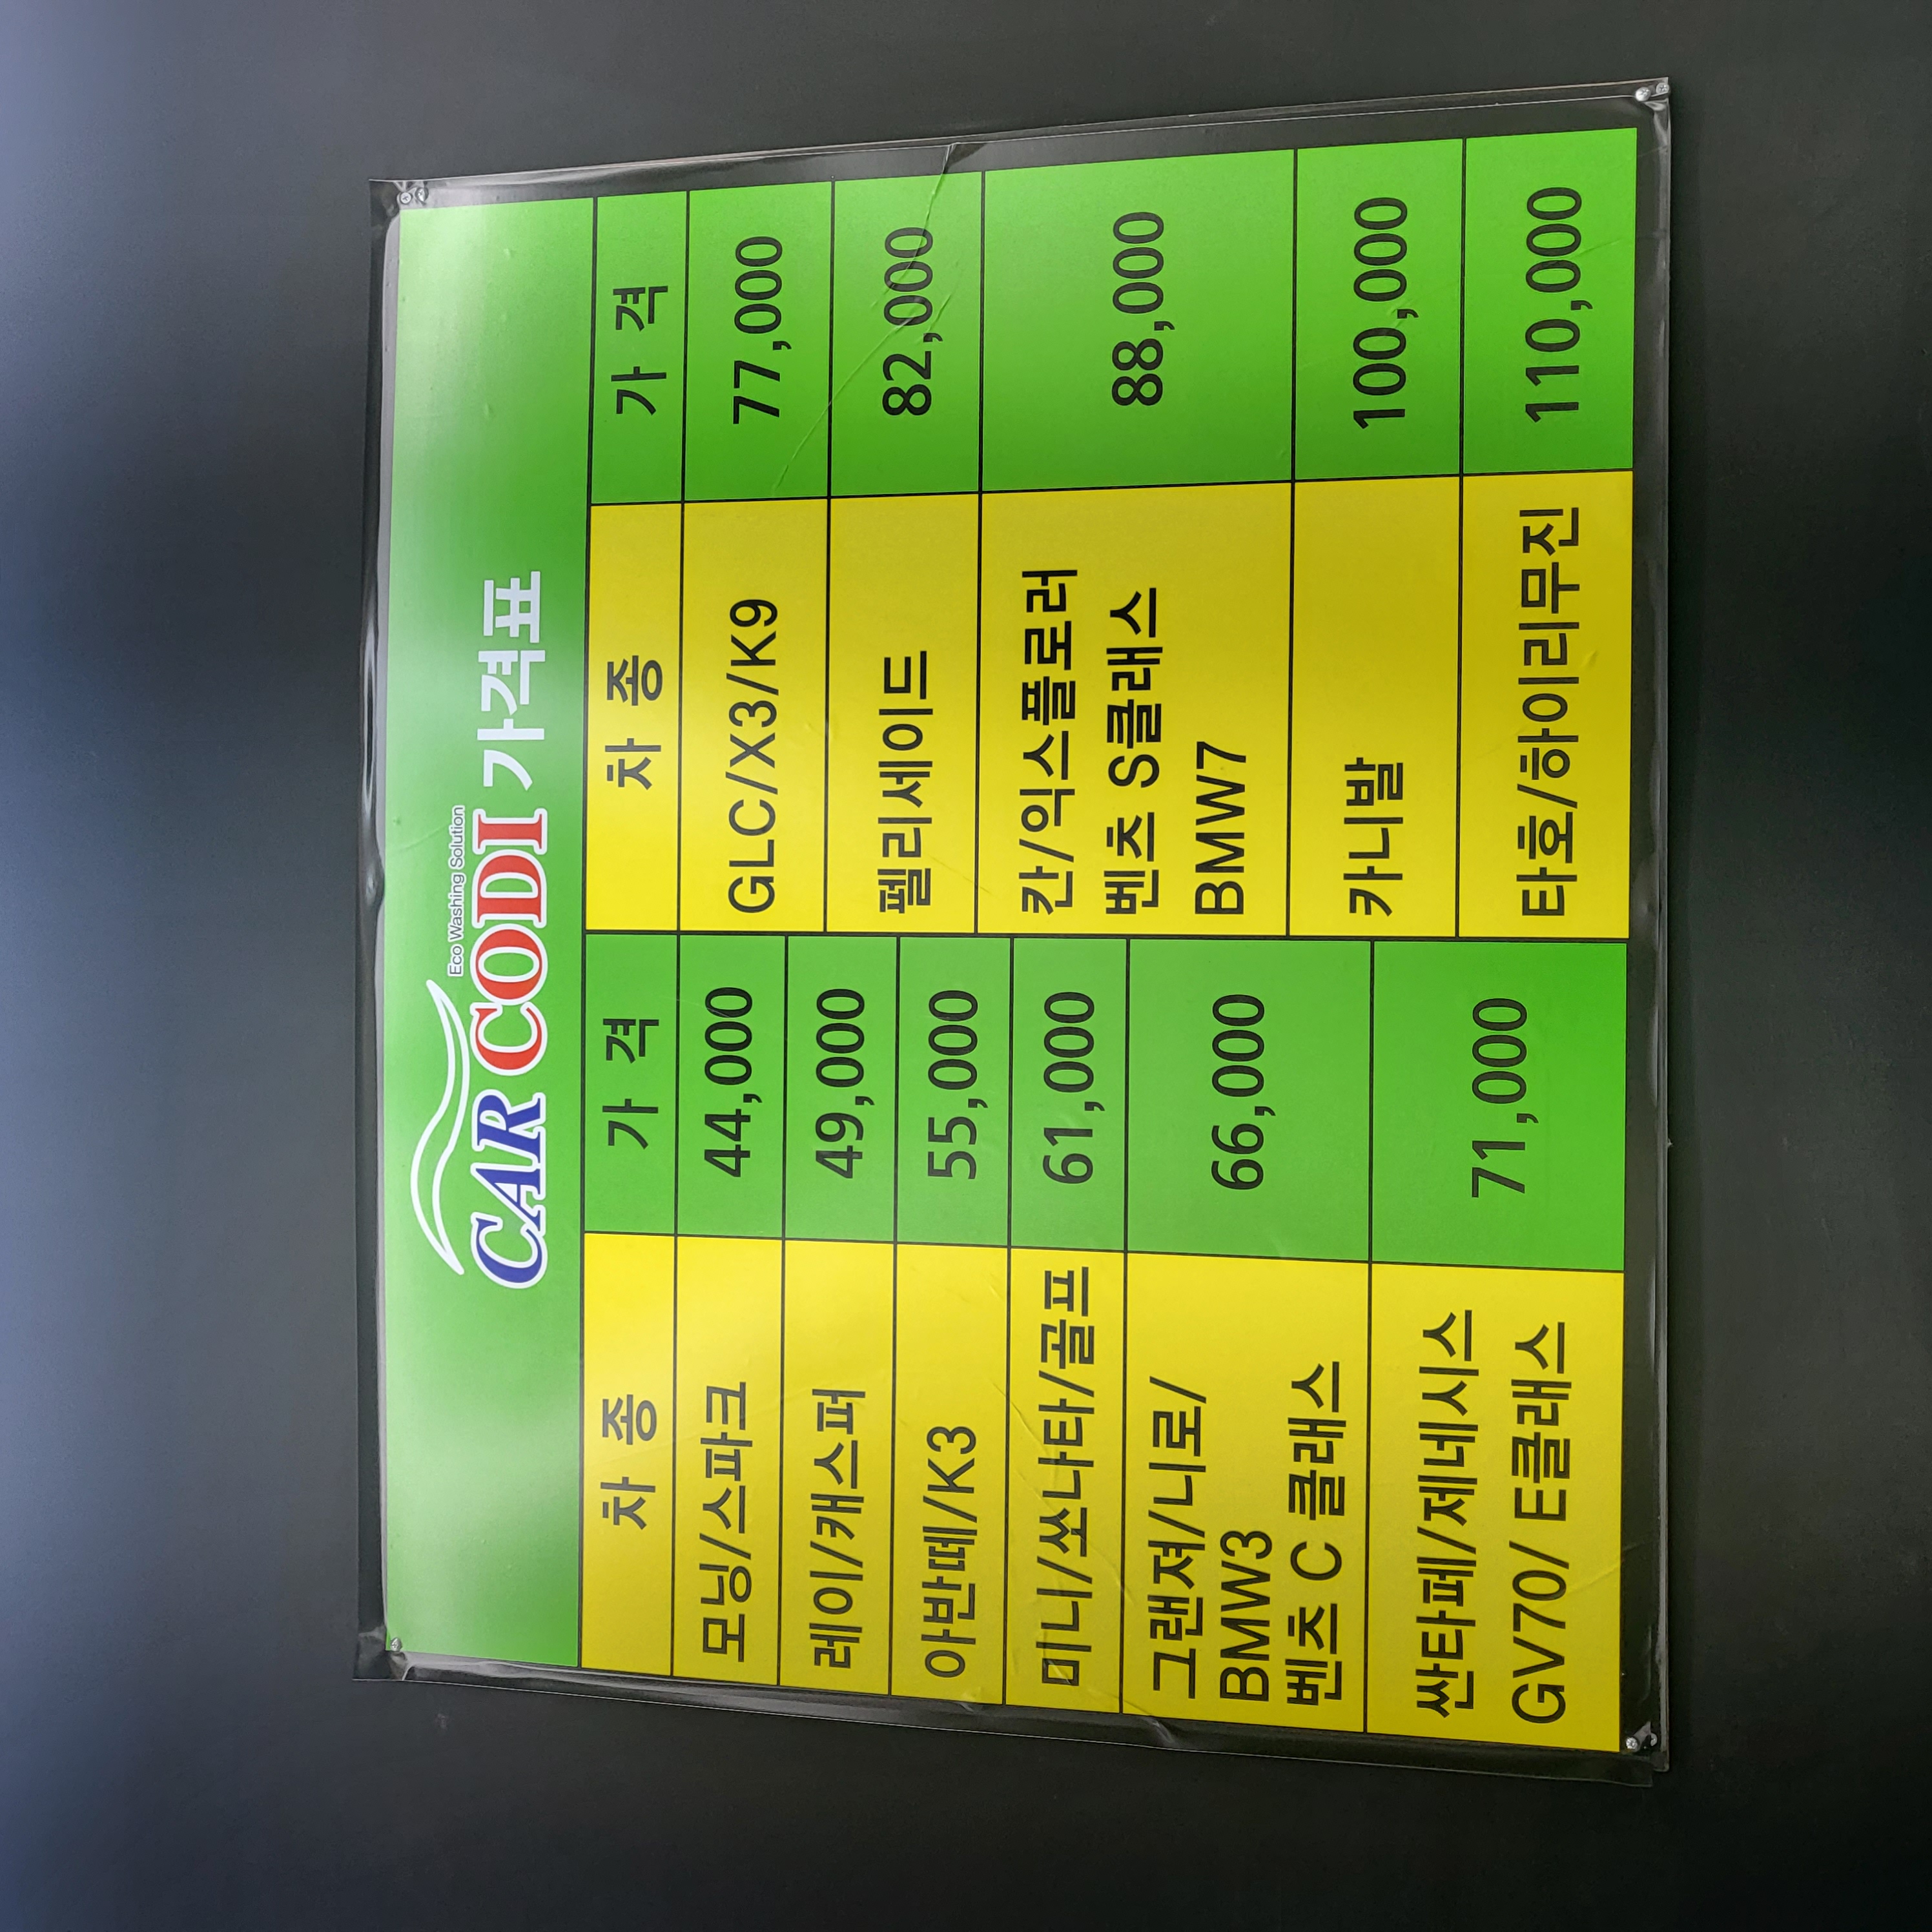 Eco Washing Solution
CAR CODI 가격표
차 종 가 격 차 종 가 격
모닝/스파크 44,000
레이/캐스퍼 49,000
아반떼/K3 55,000
미니/쏘나타/골프 61,000
그랜져/니로/
BMW3
벤츠 C 클래스
66,000
싼타페/제네시스
GV70/ E클래스
71,000
GLC/X3/K9 77,000
펠리세이드 82,000
칸/익스플로러
벤츠 S클래스
BMW7
88,000
카니발 100,000
타호/하이리무진 110,000